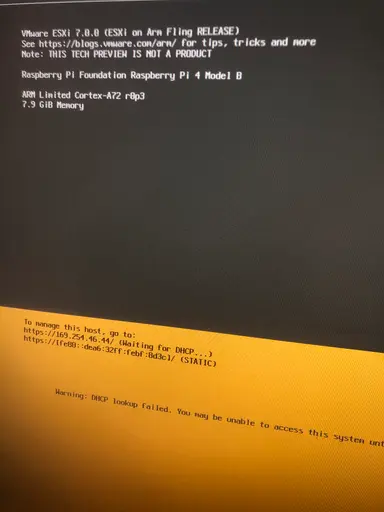 VMware ESXi 7.0.0 (ESXi on Arm Fling RELEASE)
See https://blogs.vmware.com/arm/ for tips, tricks and more
Note: THIS TECH PREVIEW IS NOT A PRODUCT
Raspberry Pi Foundation Raspberry Pi 4 Model B
ARM Limited Cortex-A72 r0p3
7.9 GiB Memory
To manage this host, go to:
https://169.254.46.44/ (Waiting for DHCP...)
https://[fe80::dea6:32ff:febf:8d3c]/ (STATIC)
Warning: DHCP lookup failed. You may be unable to access this system unt